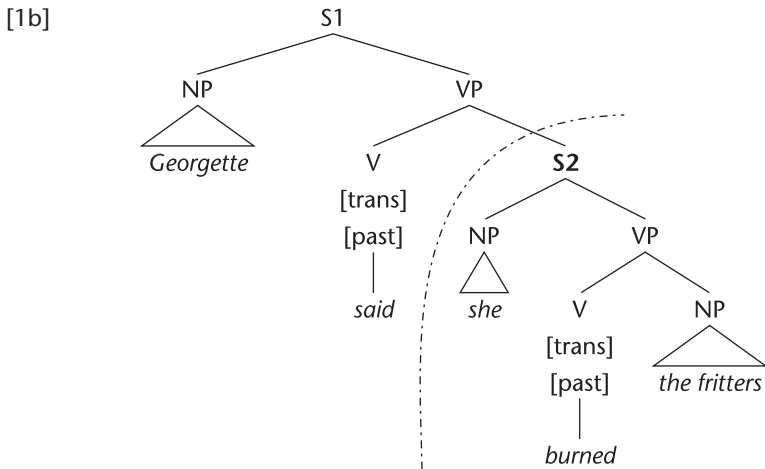 [1b]
S1
NP VP
Georgette V S2
[trans]
[past] NP VP
said she V NP
[trans]
[past] the fritters
burned